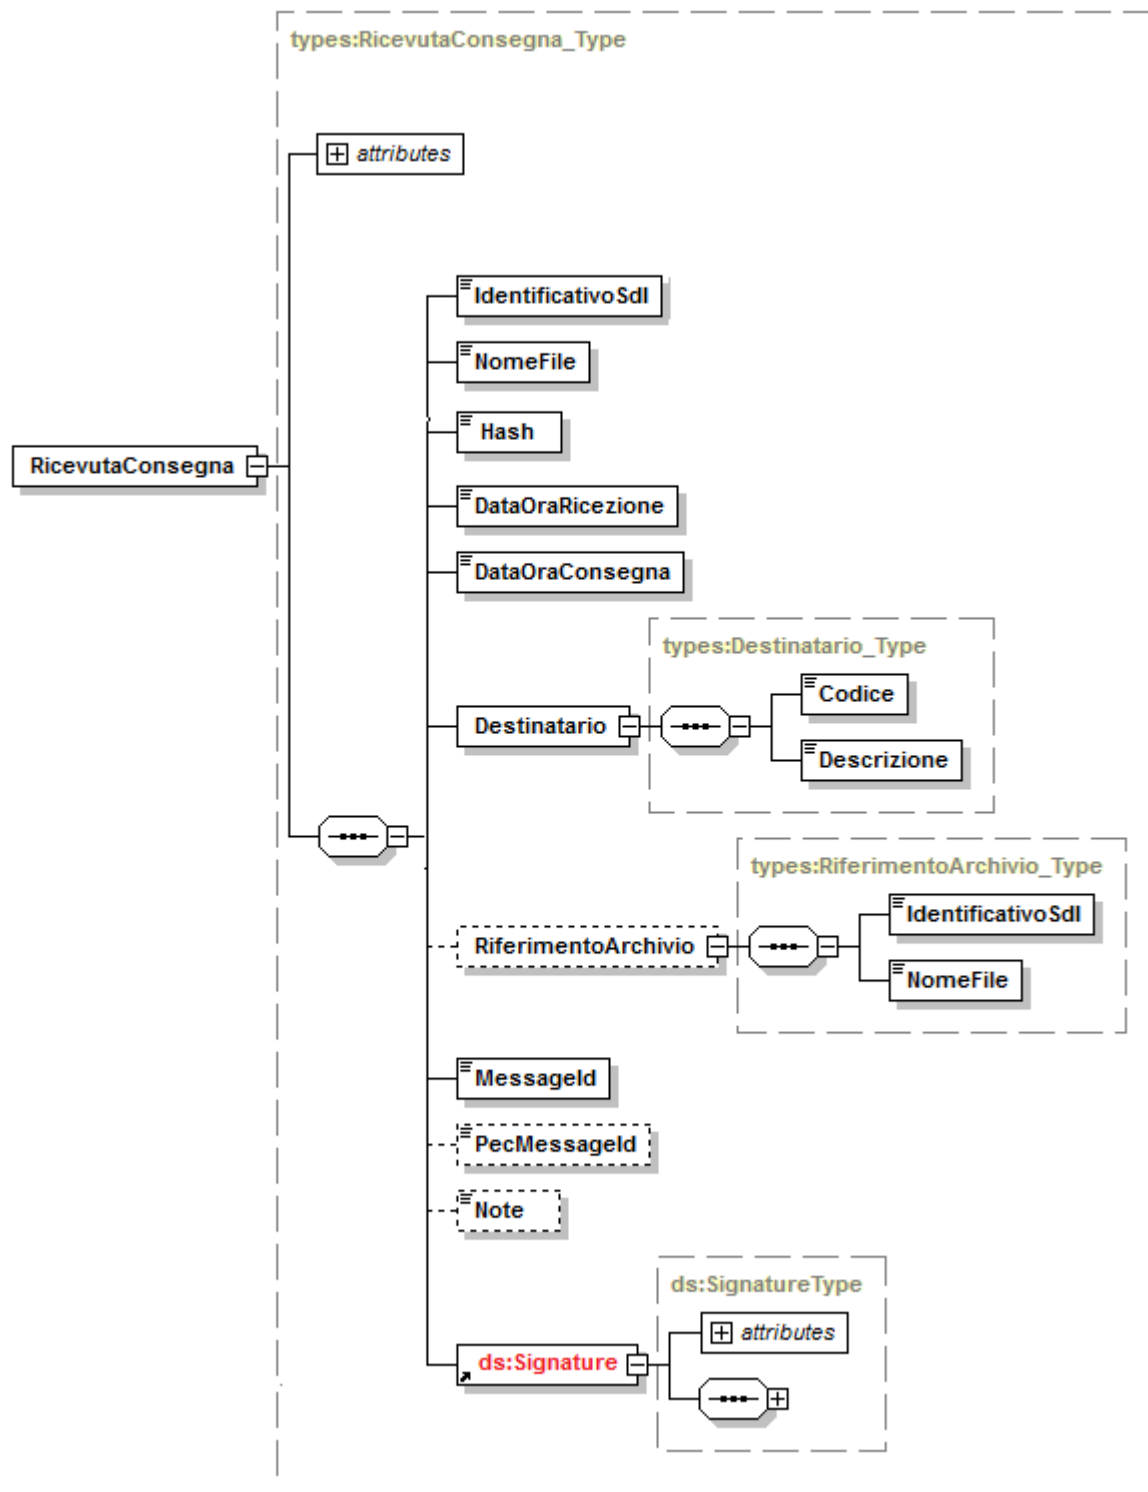 types:RicevutaConsegna_Type
attributes
IdentificativoSdI
NomeFile
Hash
RicevutaConsegna
DataOraRicezione
DataOraConsegna
types:Destinatario_Type
Codice
Destinatario
Descrizione
types:RiferimentoArchivio_Type
IdentificativoSdI
RiferimentoArchivio
NomeFile
MessageId
PecMessageId
Note
ds:SignatureType
attributes
ds:Signature